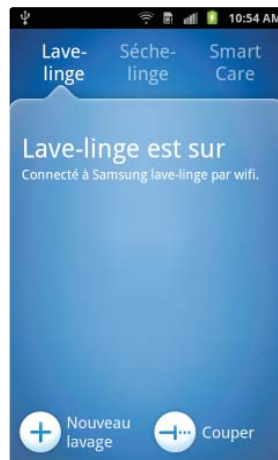 10:54 AM
Lave- Séche- Smart
linge linge Care
Lave-linge est sur
Connecté à Samsung lave-linge par wifi.
Nouveau
lavage
Couper